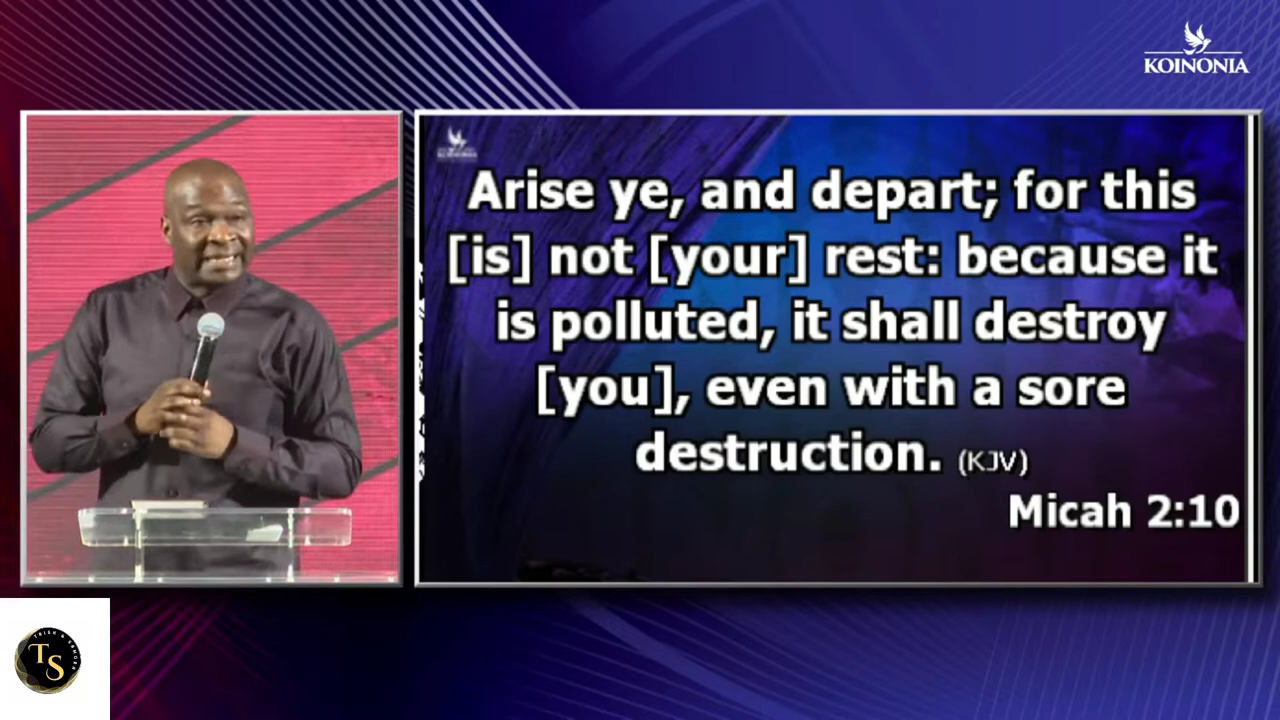 KOINONIA
KOINONIA
Arise ye, and depart; for this
[is] not [your] rest: because it
is polluted, it shall destroy
[you], even with a sore
destruction. (KJV)
Micah 2:10
TS